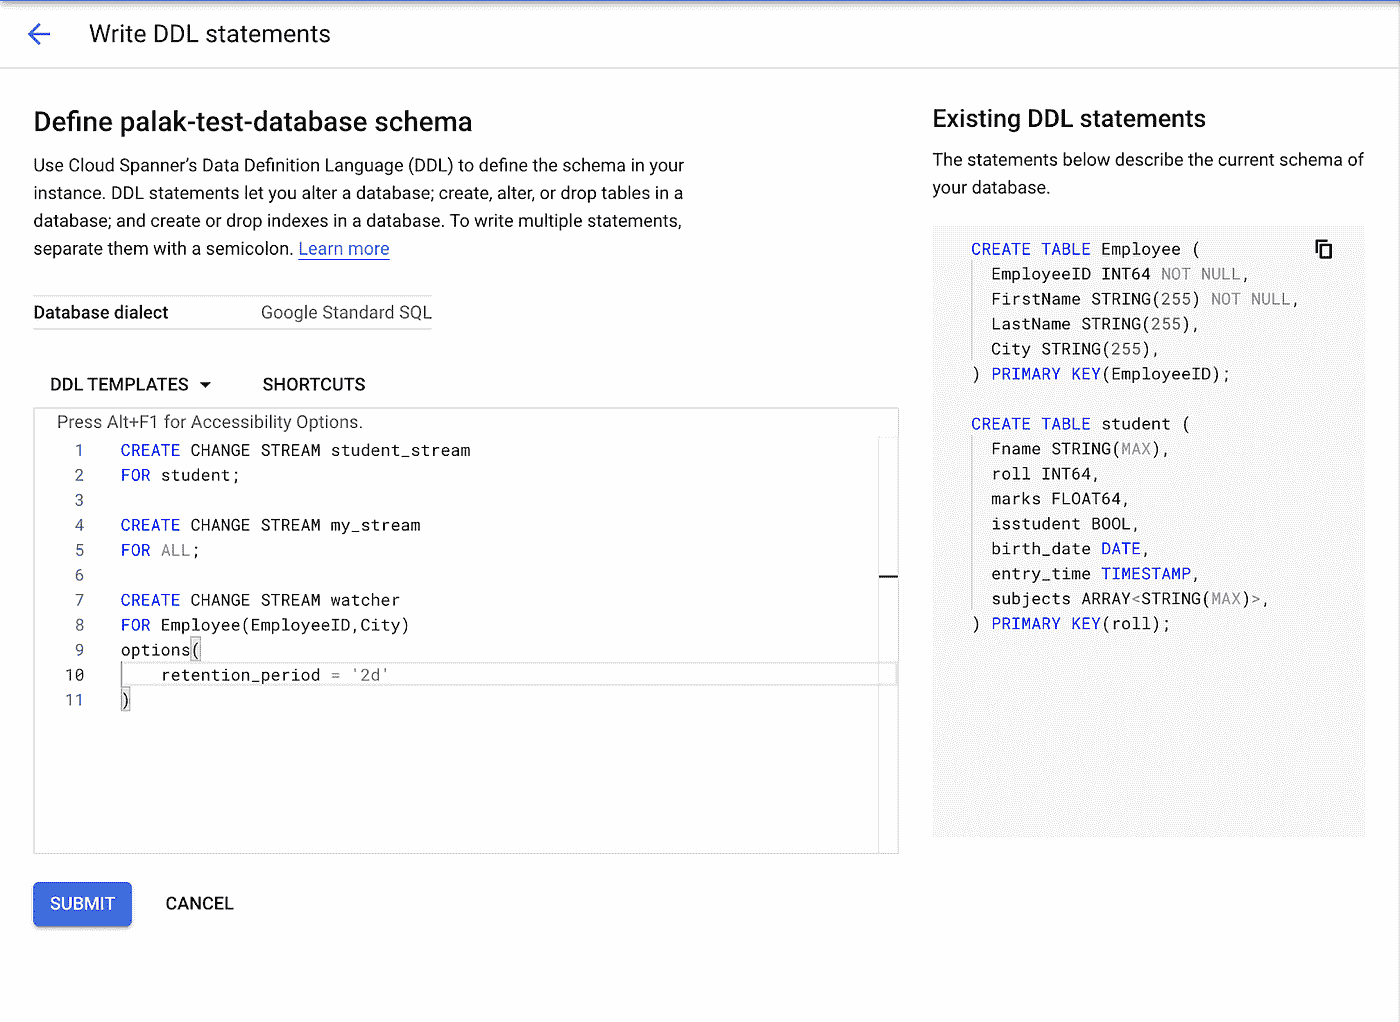 Write DDL statements
Define palak-test-database schema
Use Cloud Spanner’s Data Definition Language (DDL) to define the schema in your
instance. DDL statements let you alter a database; create, alter, or drop tables in a
database; and create or drop indexes in a database. To write multiple statements,
separate them with a semicolon. Learn more
Database dialect Google Standard SQL
DDL TEMPLATES SHORTCUTS
Press Alt+F1 for Accessibility Options.
1 CREATE CHANGE STREAM student_stream
2 FOR student;
3
4 CREATE CHANGE STREAM my_stream
5 FOR ALL;
6
7 CREATE CHANGE STREAM watcher
8 FOR Employee(EmployeeID,City)
9 options(
10 retention_period = '2d'
11 )
SUBMIT CANCEL
Existing DDL statements
The statements below describe the current schema of
your database.
CREATE TABLE Employee (
EmployeeID INT64 NOT NULL,
FirstName STRING(255) NOT NULL,
LastName STRING(255),
City STRING(255),
) PRIMARY KEY(EmployeeID);
CREATE TABLE student (
Fname STRING(MAX),
roll INT64,
marks FLOAT64,
isstudent BOOL,
birth_date DATE,
entry_time TIMESTAMP,
subjects ARRAY<STRING(MAX)>,
) PRIMARY KEY(roll);